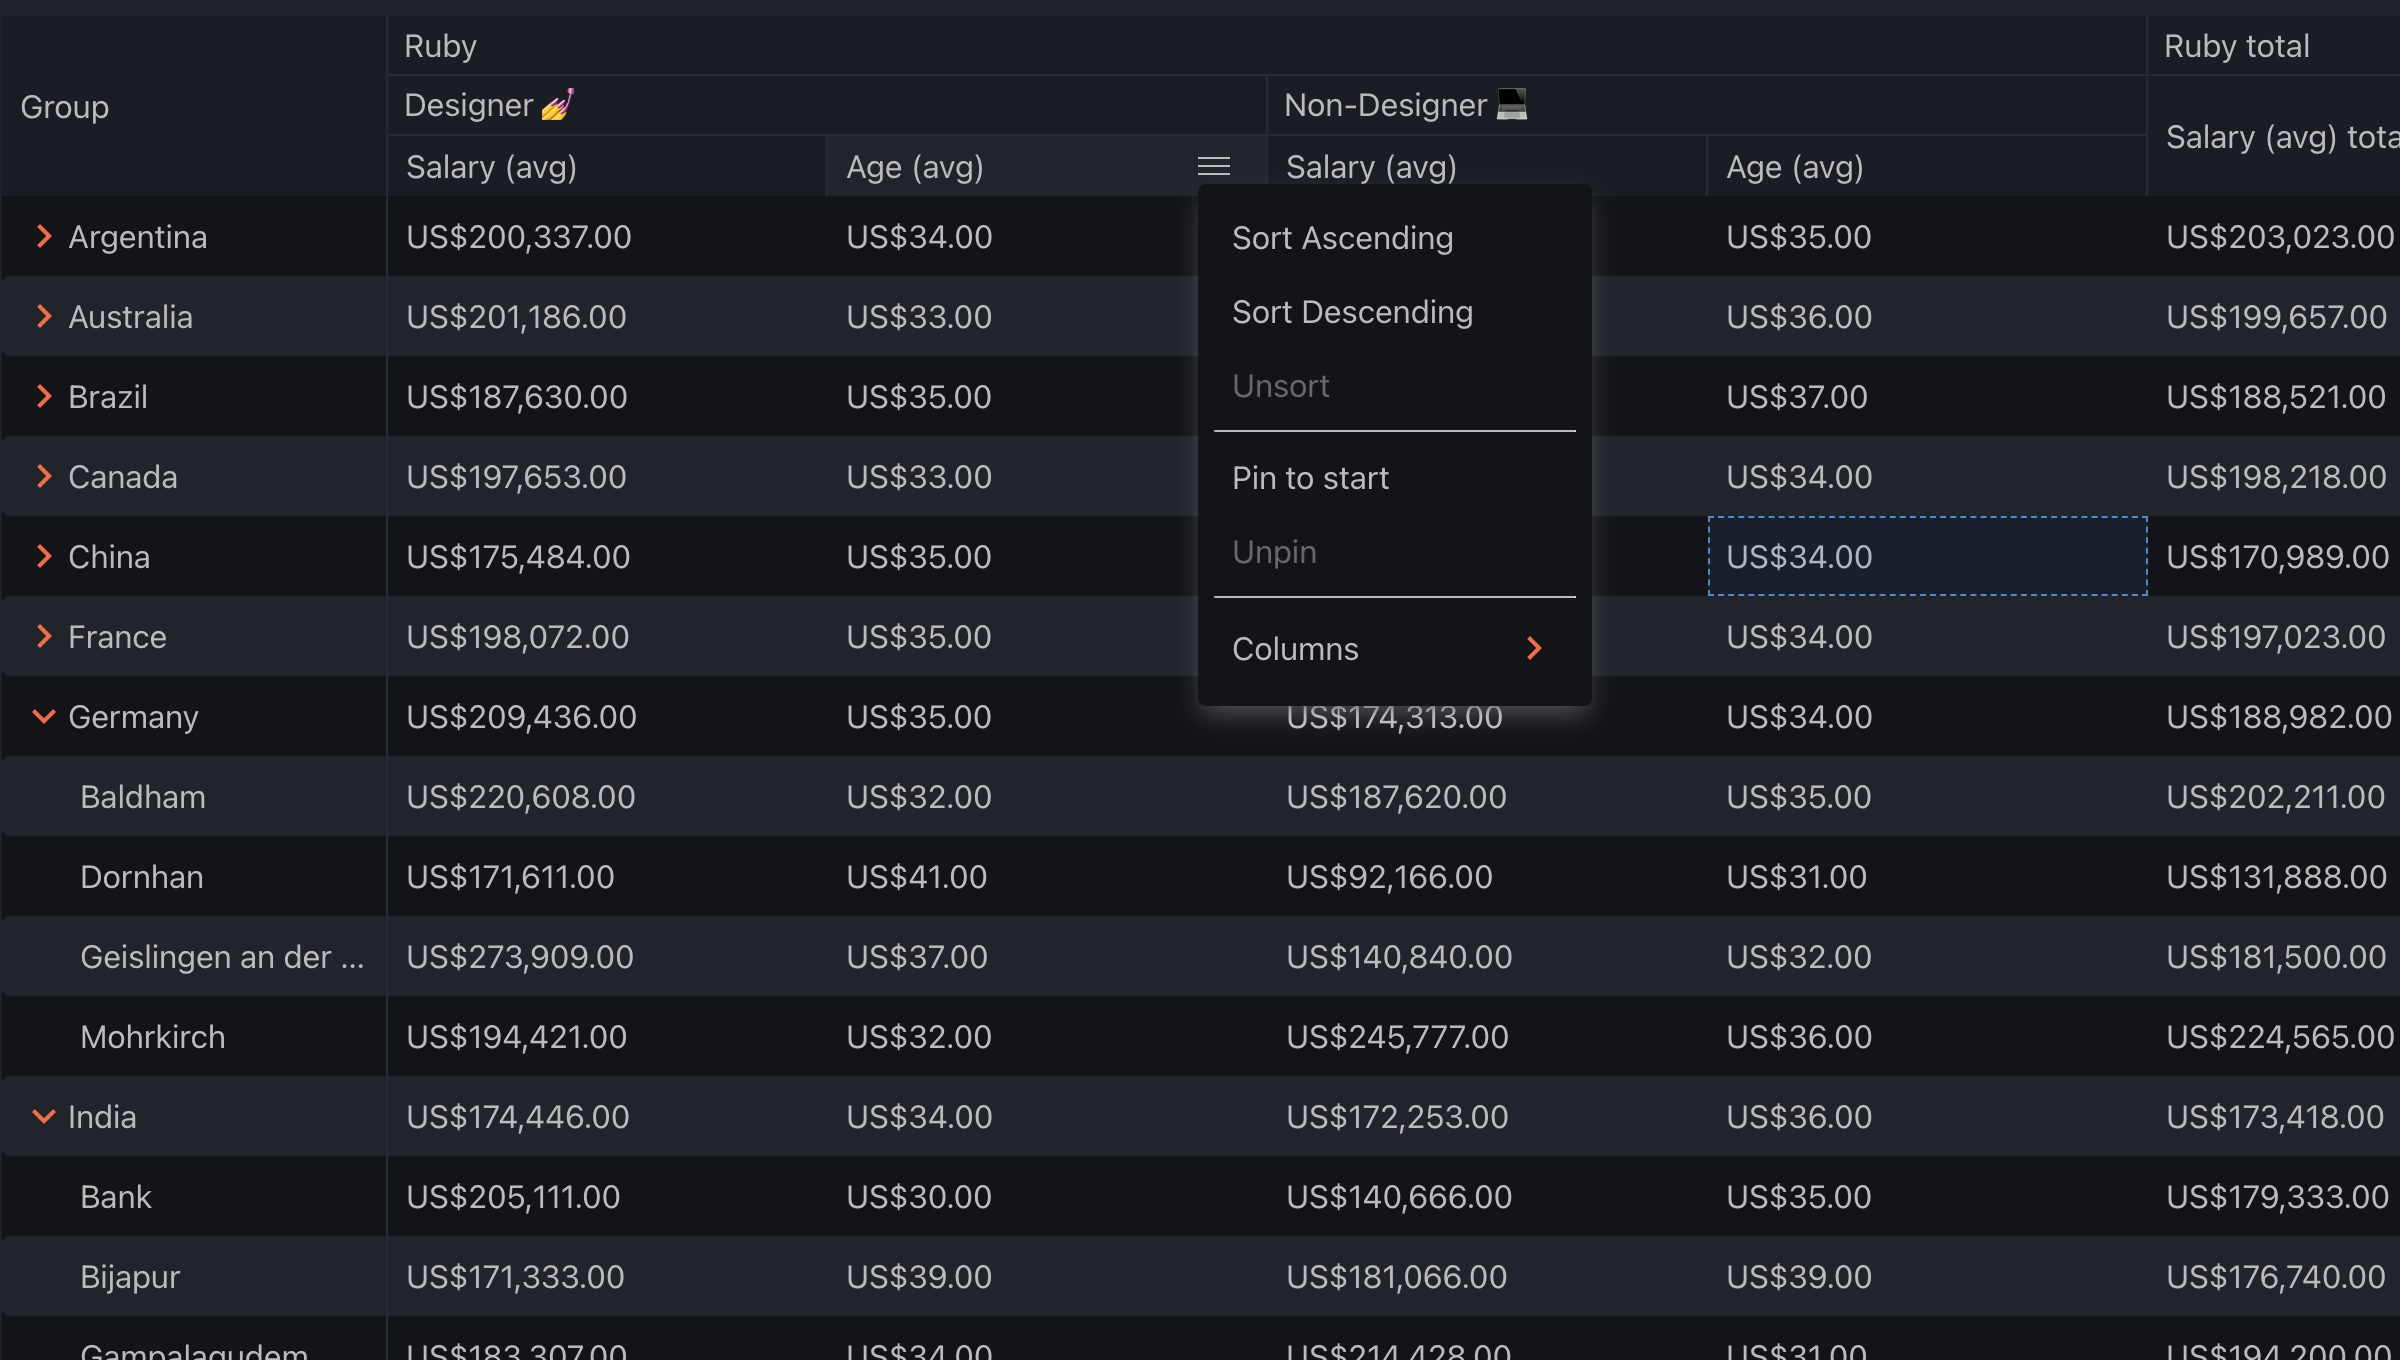 Ruby Ruby total
Group Designer 💅 Non-Designer 💻
Salary (avg) Age (avg) Salary (avg) Age (avg) Salary (avg)
Argentina US$200,337.00 US$34.00 Sort Ascending US$35.00 US$203,023.00
Australia US$201,186.00 US$33.00 Sort Descending US$36.00 US$199,657.00
Brazil US$187,630.00 US$35.00 Unsort US$37.00 US$188,521.00
Canada US$197,653.00 US$33.00 Pin to start US$34.00 US$198,218.00
China US$175,484.00 US$35.00 Unpin US$34.00 US$170,989.00
France US$198,072.00 US$35.00 Columns US$34.00 US$197,023.00
Germany US$209,436.00 US$35.00 US$174,313.00 US$34.00 US$188,982.00
Baldham US$220,608.00 US$32.00 US$187,620.00 US$35.00 US$202,211.00
Dornhan US$171,611.00 US$41.00 US$92,166.00 US$31.00 US$131,888.00
Geislingen an der ... US$273,909.00 US$37.00 US$140,840.00 US$32.00 US$181,500.00
Mohrkirch US$194,421.00 US$32.00 US$245,777.00 US$36.00 US$224,565.00
India US$174,446.00 US$34.00 US$172,253.00 US$36.00 US$173,418.00
Bank US$205,111.00 US$30.00 US$140,666.00 US$35.00 US$179,333.00
Bijapur US$171,333.00 US$39.00 US$181,066.00 US$39.00 US$176,740.00
Gampalagudem US$183,307.00 US$34.00 US$214,428.00 US$31.00 US$194,200.00